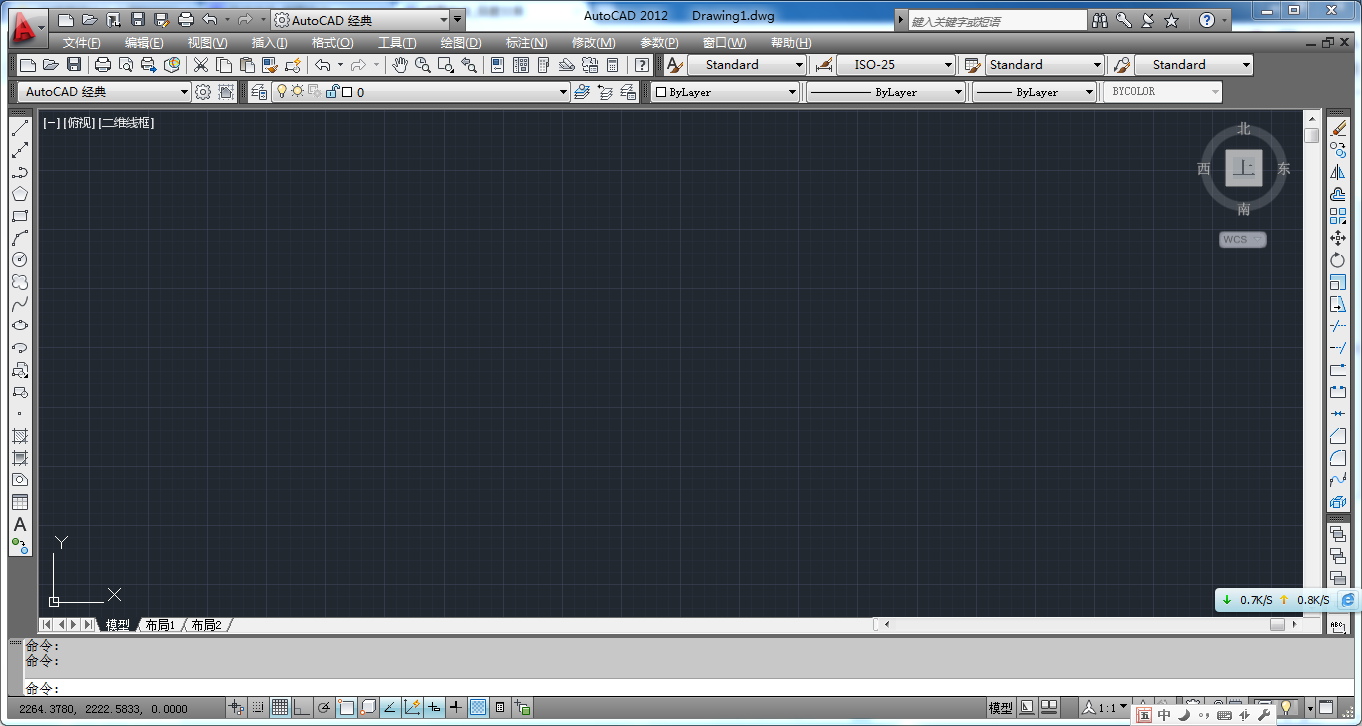 AutoCAD 经典
AutoCAD 2012 Drawing1.dwg
键入关键字或短语
文件(F) 编辑(E) 视图(V) 插入(I) 格式(O) 工具(T) 绘图(D) 标注(N) 修改(M) 参数(P) 窗口(W) 帮助(H)
Standard ISO-25 Standard Standard
AutoCAD 经典 0 ByLayer ByLayer ByLayer BYCOLOR
[-][俯视][二维线框]
北
西 上 东
南
WCS
A
Y
X
0.7K/S 0.8K/S
ABC
模型 布局1 布局2
命令:
命令:
命令:
2264.3780, 2222.5833, 0.0000 模型 1:1
五 中